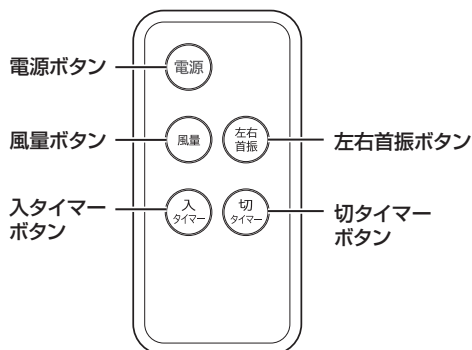 電源ボタン
電源
風量ボタン
風量
左右
首振
左右首振ボタン
入タイマー
ボタン
入
タイマー
切
タイマー
切タイマー
ボタン